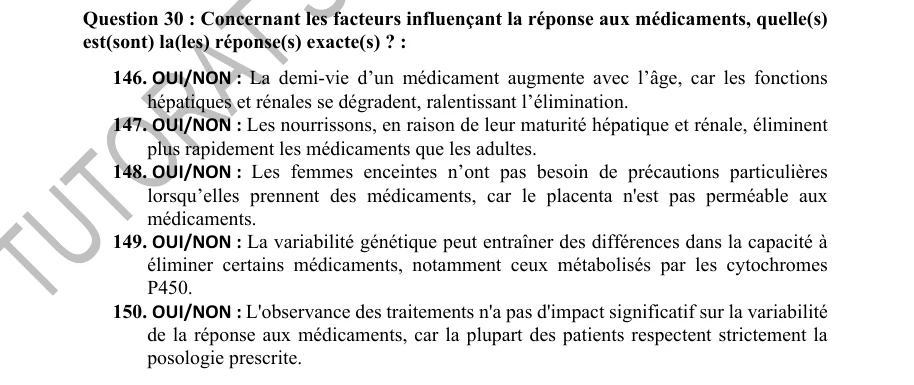 Question 30 : Concernant les facteurs influençant la réponse aux médicaments, quelle(s)
est(sont) la(les) réponse(s) exacte(s) ? :
146. OUI/NON : La demi-vie d’un médicament augmente avec l’âge, car les fonctions
hépatiques et rénales se dégradent, ralentissant l’élimination.
147. OUI/NON : Les nourrissons, en raison de leur maturité hépatique et rénale, éliminent
plus rapidement les médicaments que les adultes.
148. OUI/NON : Les femmes enceintes n’ont pas besoin de précautions particulières
lorsqu’elles prennent des médicaments, car le placenta n'est pas perméable aux
médicaments.
149. OUI/NON : La variabilité génétique peut entraîner des différences dans la capacité à
éliminer certains médicaments, notamment ceux métabolisés par les cytochromes
P450.
150. OUI/NON : L'observance des traitements n'a pas d'impact significatif sur la variabilité
de la réponse aux médicaments, car la plupart des patients respectent strictement la
posologie prescrite.
TUTORAT